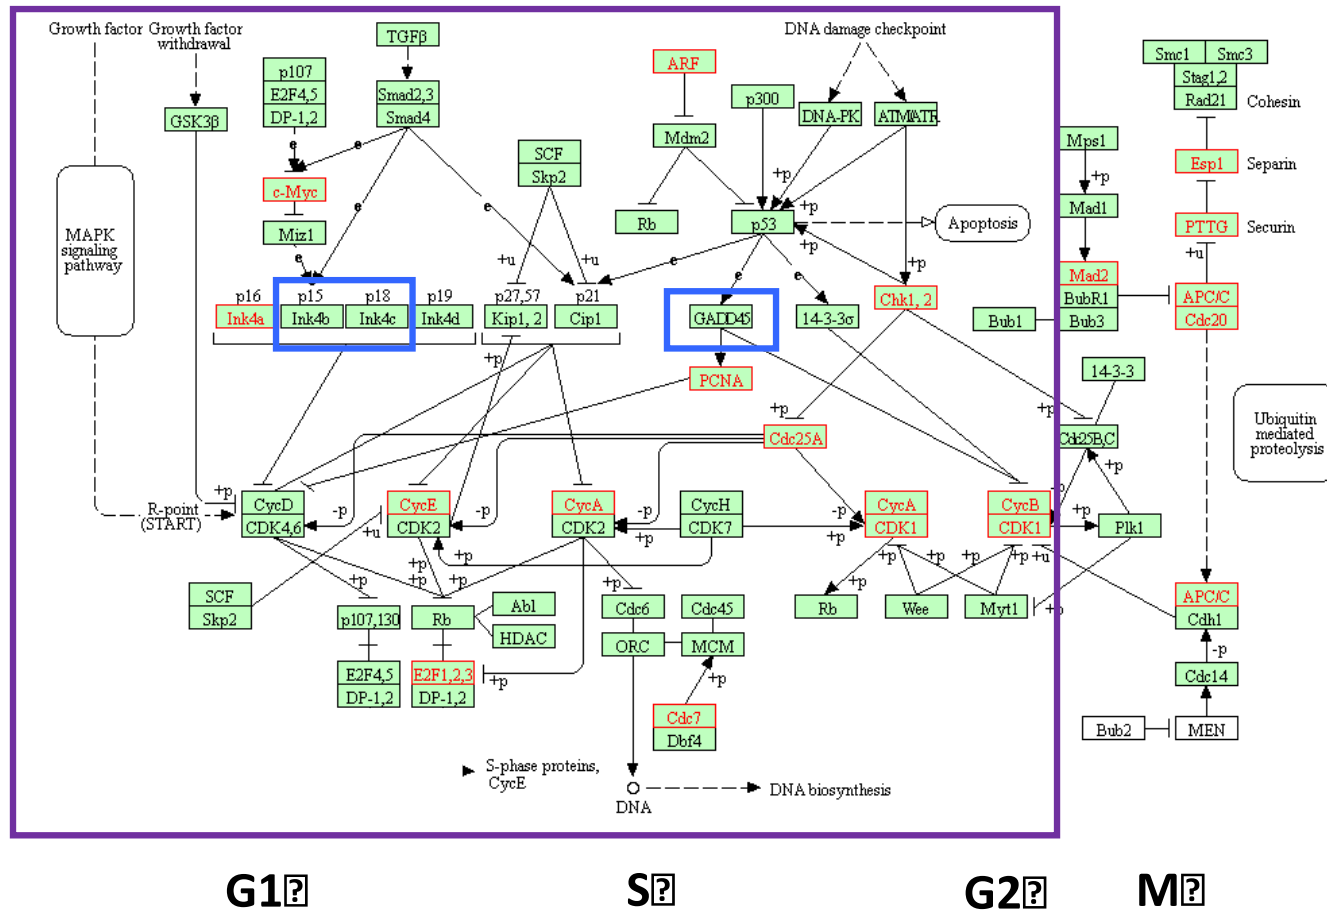 Growth factor
Growth factor
withdrawal
TGFβ
DNA damage checkpoint
Smc1
Smc3
Stag1,2
Rad21
Cohesin
ARF
p107
E2F4,5
DP-1,2
Smad2,3
Smad4
GSK3β
p300
DNA-PK
ATM/ATR
Mdm2
Mps1
+p
Esp1
Separin
SCF
Skp2
e
e
c-Myc
+p
+p
Mad1
MAPK
signaling
pathway
Miz1
e
e
Rb
p53
+p
Apoptosis
PTTG
Securin
+u
+u
e
e
e
+p
+p
+u
Mad2
BubR1
Bub3
Bub1
APC/C
Cdc20
p16
Ink4a
p15
Ink4b
p18
Ink4c
p19
Ink4d
p27,57
Kip1, 2
p21
Cip1
GADD45
14-3-3σ
Chk1, 2
+p
PCNA
14-3-3
+p
+p
Cdc25A
Cdc25B,C
Ubiquitin
mediated
proteolysis
R-point
(START)
+p
CycD
CDK4,6
-p
CycE
CDK2
-p
CycA
CDK2
-p
+p
CycH
CDK7
-p
+p
CycA
CDK1
CycB
CDK1
-p
+p
Plk1
+u
+p
+p
+p
+p
+p
+p
+p
+p
+u
SCF
Skp2
p107,130
Rb
Abl
HDAC
Cdc6
Cdc45
ORC
MCM
Rb
Wee
Myt1
+p
APC/C
Cdh1
E2F4,5
DP-1,2
E2F1,2,3
DP-1,2
+p
+p
-p
Cdc14
Cdc7
Dbf4
Bub2
MEN
S-phase proteins,
CycE
DNA
DNA biosynthesis
G1
S
G2
M